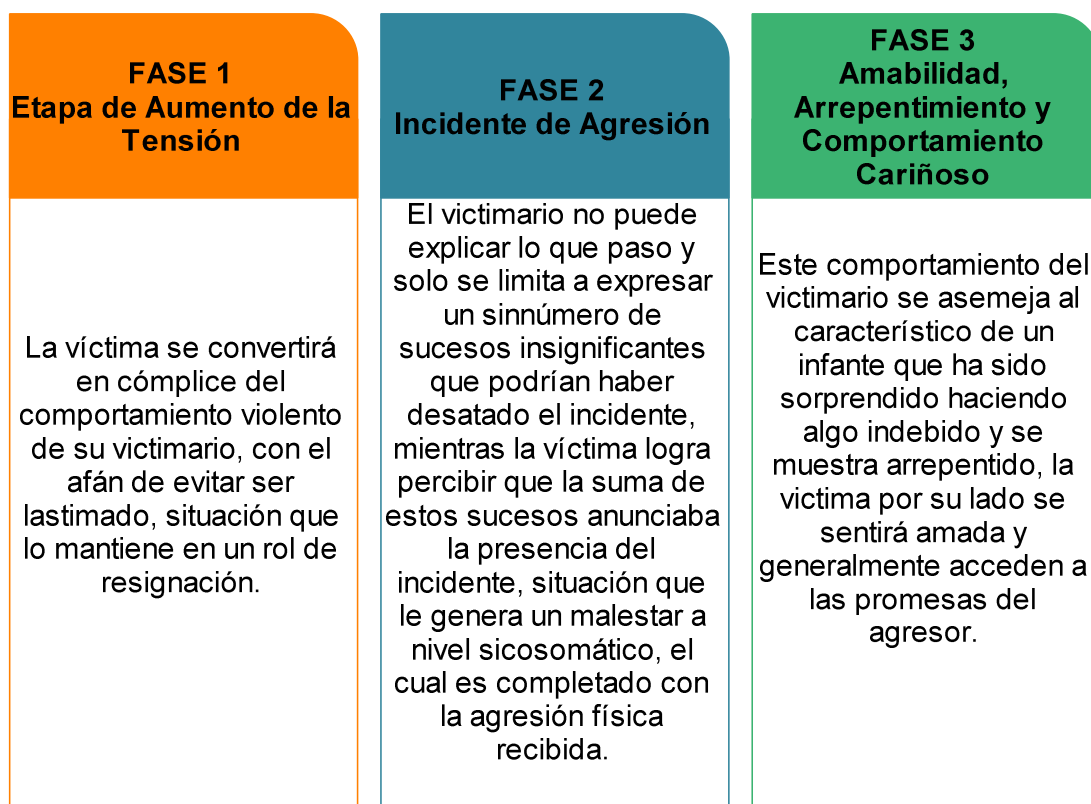 FASE 1
Etapa de Aumento de la
Tensión
La víctima se convertirá
en cómplice del
comportamiento violento
de su victimario, con el
afán de evitar ser
lastimado, situación que
lo mantiene en un rol de
resignación.
FASE 2
Incidente de Agresión
El victimario no puede
explicar lo que paso y
solo se limita a expresar
un sinnúmero de
sucesos insignificantes
que podrían haber
desatado el incidente,
mientras la víctima logra
percibir que la suma de
estos sucesos anunciaba
la presencia del
incidente, situación que
le genera un malestar a
nivel sicosomático, el
cual es completado con
la agresión física
recibida.
FASE 3
Amabilidad,
Arrepentimiento y
Comportamiento
Cariñoso
Este comportamiento del
victimario se asemeja al
característico de un
infante que ha sido
sorprendido haciendo
algo indebido y se
muestra arrepentido, la
victima por su lado se
sentirá amada y
generalmente acceden a
las promesas del
agresor.